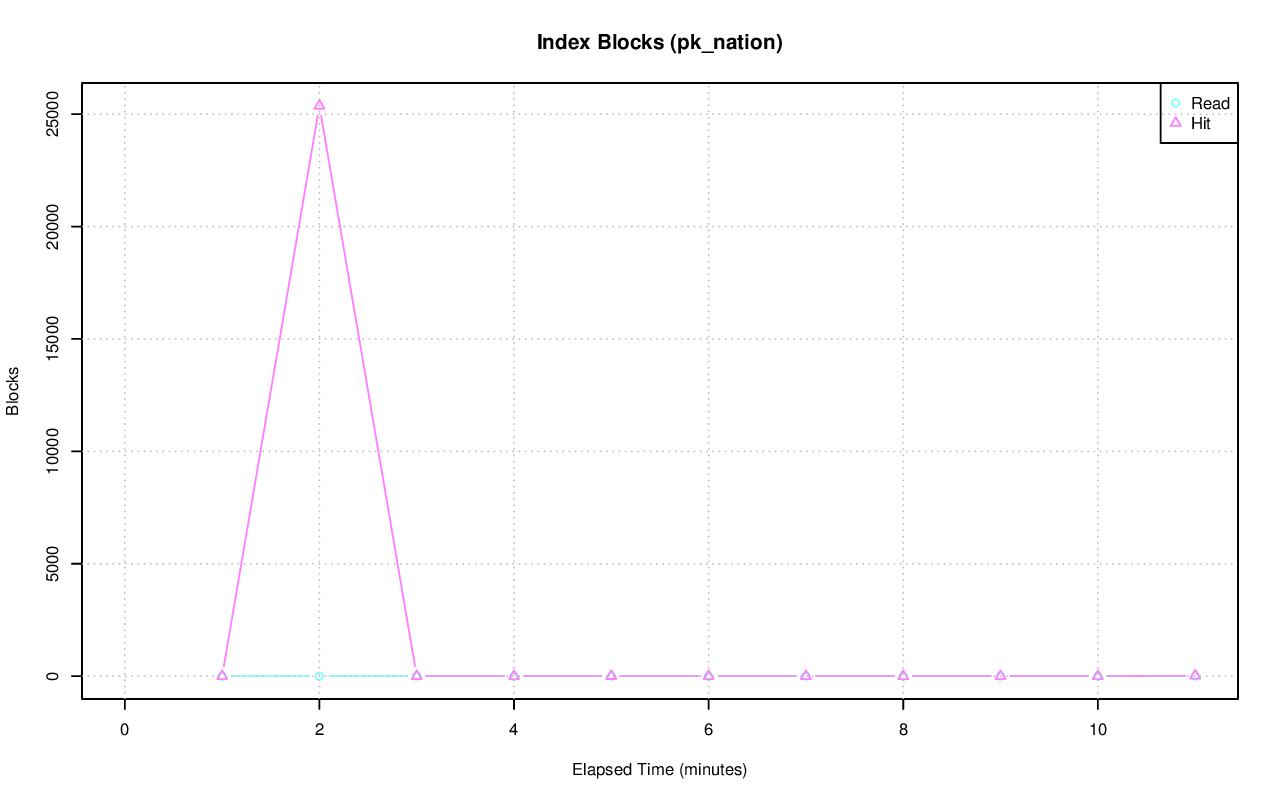 Index Blocks (pk_nation)
Read
Hit
25000
20000
15000
10000
5000
0
Blocks
0 2 4 6 8 10
Elapsed Time (minutes)